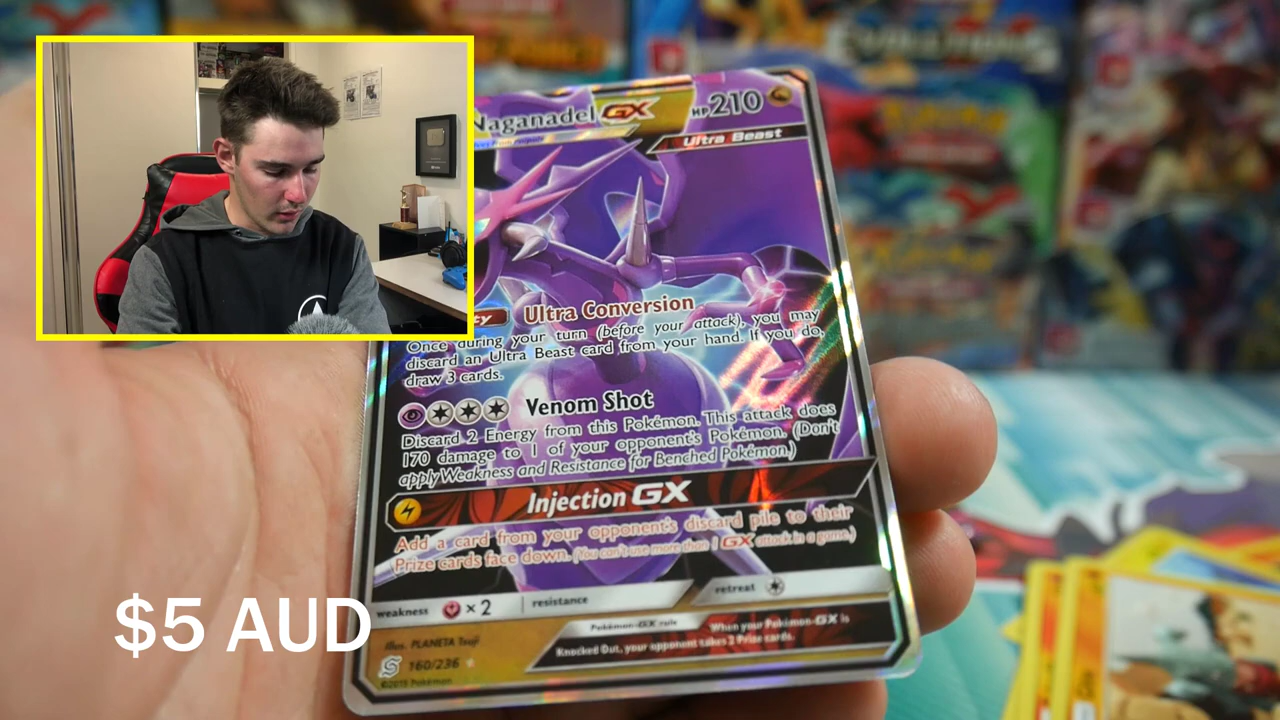 Naganadel GX HP 210
Ultra Beast
Ultra Conversion
Once during your turn (before your attack), you may
discard an Ultra Beast card from your hand. If you do,
draw 3 cards.
Venom Shot
Discard 2 Energy from this Pokémon. This attack does
170 damage to 1 of your opponent's Pokémon. (Don't
apply Weakness and Resistance for Benched Pokémon.)
Injection GX
Add a card from your opponent's discard pile to their
Prize cards face down. (You can't use more than 1 GX attack in a game.)
weakness × 2 resistance retreat
Pokémon-GX rule When your Pokémon-GX is
Knocked Out, your opponent takes 2 Prize cards.
Illus. PLANETA Tsuji
160/236
©2019 Pokémon
$5 AUD
EVOLUTIONS